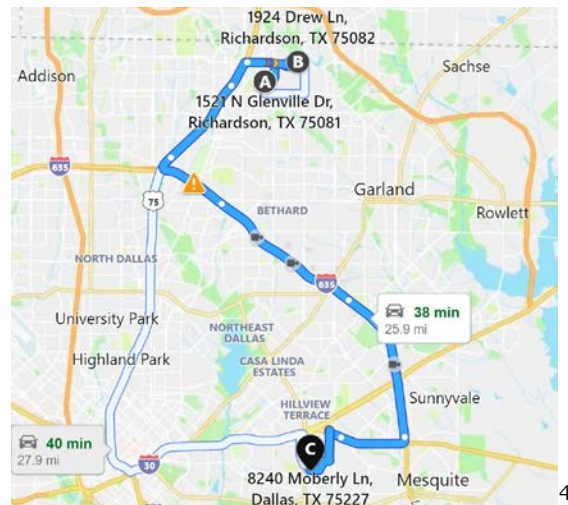 1924 Drew Ln,
Richardson, TX 75082
Addison
B
Sachse
A
1521 N Glenville Dr,
Richardson, TX 75081
635
75
Garland
BETHARD
Rowlett
NORTH DALLAS
635
38 min
25.9 mi
University Park
NORTHEAST
DALLAS
Highland Park
CASA LINDA
ESTATES
Sunnyvale
HILLVIEW
TERRACE
40 min
27.9 mi
30
C
8240 Moberly Ln,
Dallas, TX 75227
Mesquite
4